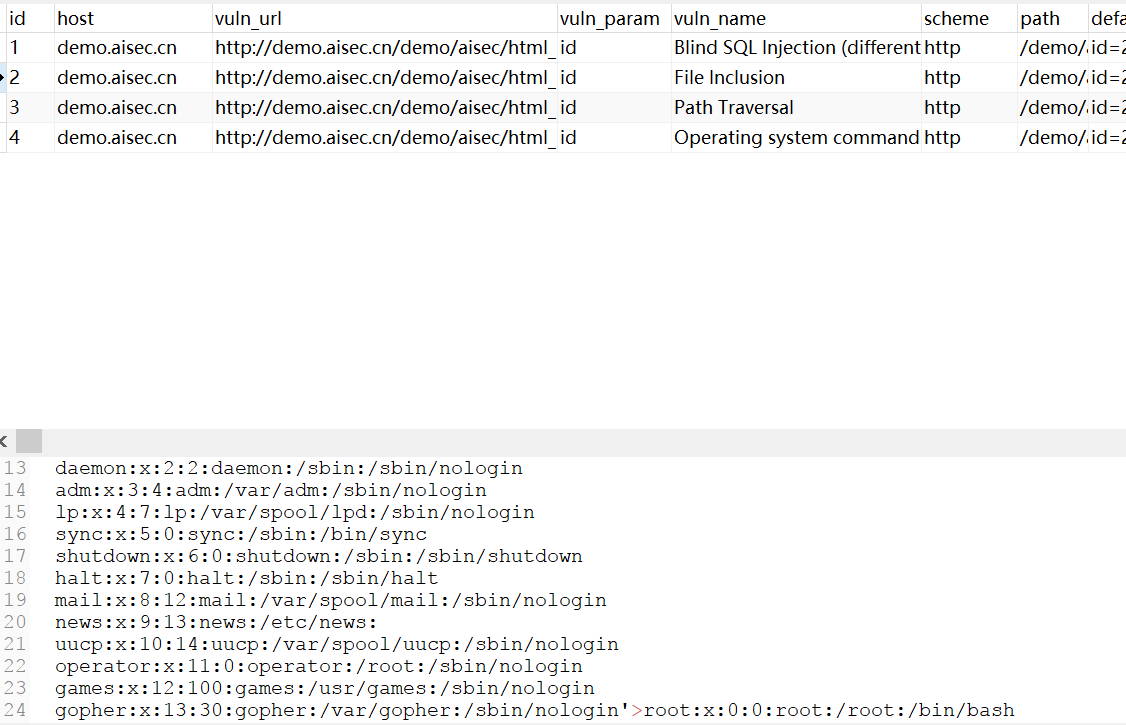 id host vuln_url vuln_param vuln_name scheme path defa
1 demo.aisec.cn http://demo.aisec.cn/demo/aisec/html_ id Blind SQL Injection (different http /demo/ id=2
2 demo.aisec.cn http://demo.aisec.cn/demo/aisec/html_ id File Inclusion http /demo/ id=2
3 demo.aisec.cn http://demo.aisec.cn/demo/aisec/html_ id Path Traversal http /demo/ id=2
4 demo.aisec.cn http://demo.aisec.cn/demo/aisec/html_ id Operating system command http /demo/ id=2
13 daemon:x:2:2:daemon:/sbin:/sbin/nologin
14 adm:x:3:4:adm:/var/adm:/sbin/nologin
15 lp:x:4:7:lp:/var/spool/lpd:/sbin/nologin
16 sync:x:5:0:sync:/sbin:/bin/sync
17 shutdown:x:6:0:shutdown:/sbin:/sbin/shutdown
18 halt:x:7:0:halt:/sbin:/sbin/halt
19 mail:x:8:12:mail:/var/spool/mail:/sbin/nologin
20 news:x:9:13:news:/etc/news:
21 uucp:x:10:14:uucp:/var/spool/uucp:/sbin/nologin
22 operator:x:11:0:operator:/root:/sbin/nologin
23 games:x:12:100:games:/usr/games:/sbin/nologin
24 gopher:x:13:30:gopher:/var/gopher:/sbin/nologin'>root:x:0:0:root:/root:/bin/bash